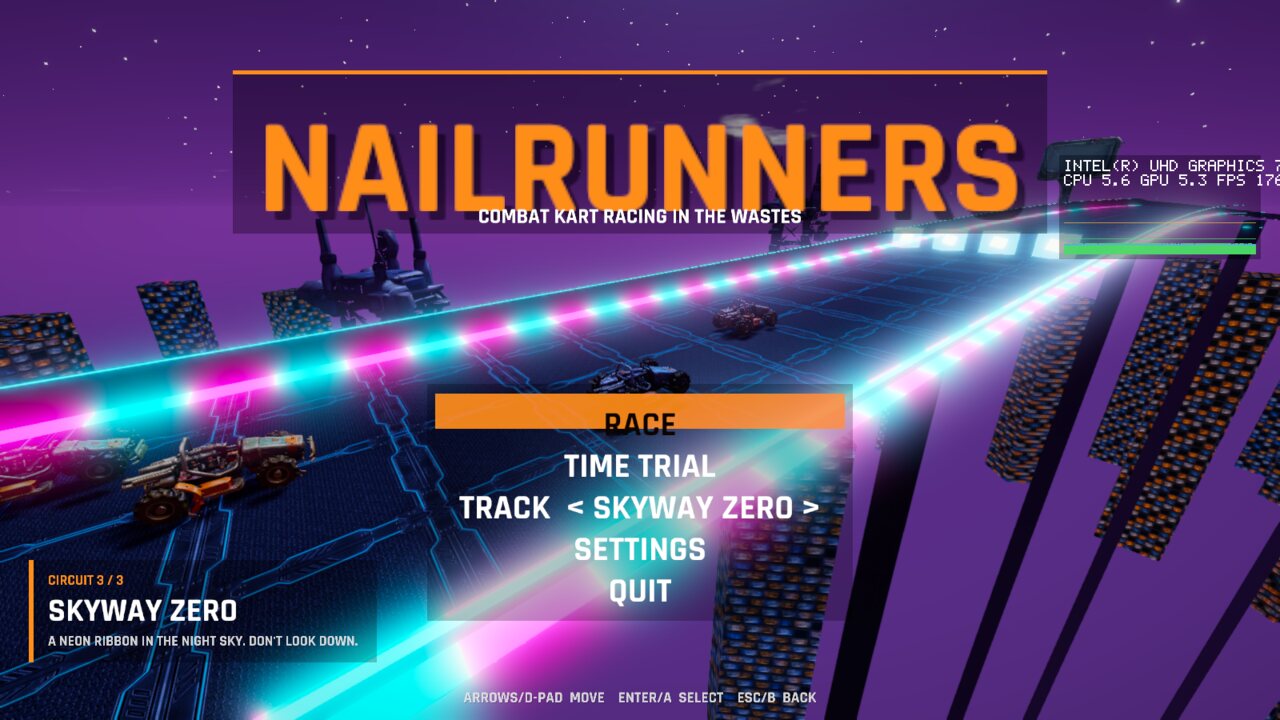 NAILRUNNERS
COMBAT KART RACING IN THE WASTES
INTEL(R) UHD GRAPHICS
CPU 5.6 GPU 5.3 FPS
RACE
TIME TRIAL
TRACK < SKYWAY ZERO >
SETTINGS
QUIT
CIRCUIT 3 / 3
SKYWAY ZERO
A NEON RIBBON IN THE NIGHT SKY. DON'T LOOK DOWN.
ARROWS/D-PAD MOVE ENTER/A SELECT ESC/B BACK